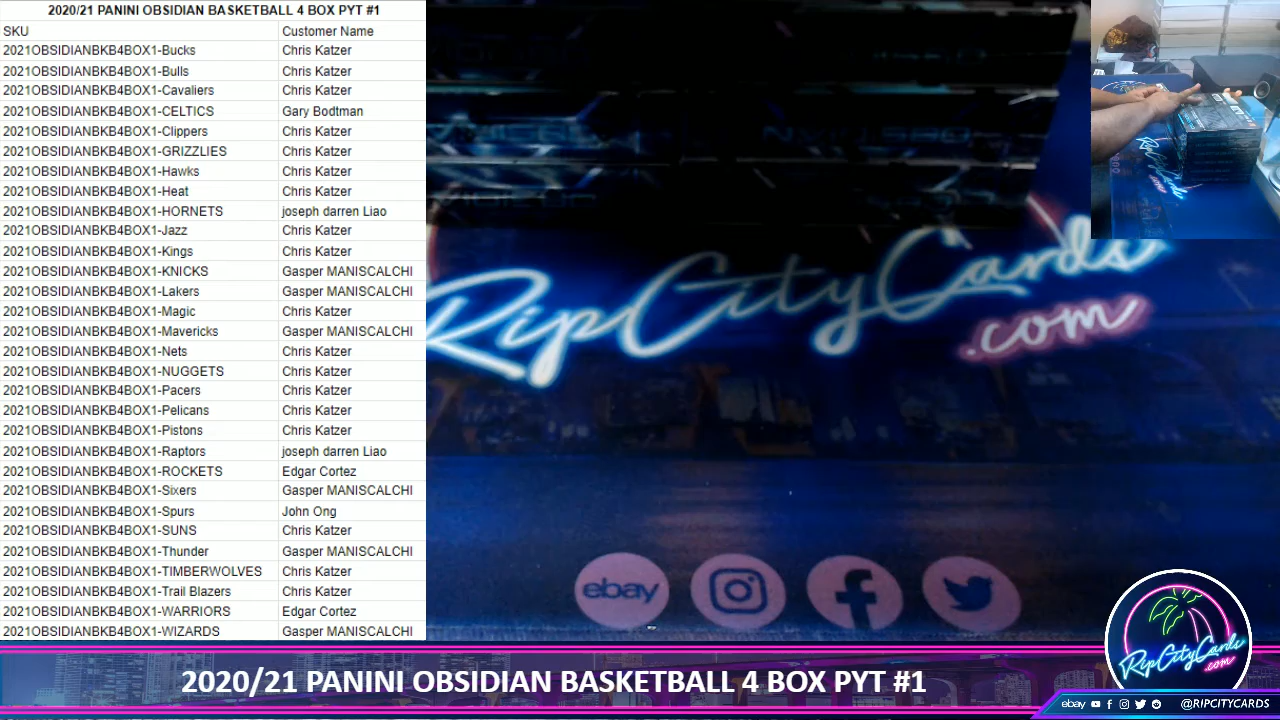 2020/21 PANINI OBSIDIAN BASKETBALL 4 BOX PYT #1
SKU Customer Name
2021OBSIDIANBKB4BOX1-Bucks Chris Katzer
2021OBSIDIANBKB4BOX1-Bulls Chris Katzer
2021OBSIDIANBKB4BOX1-Cavaliers Chris Katzer
2021OBSIDIANBKB4BOX1-CELTICS Gary Bodtman
2021OBSIDIANBKB4BOX1-Clippers Chris Katzer
2021OBSIDIANBKB4BOX1-GRIZZLIES Chris Katzer
2021OBSIDIANBKB4BOX1-Hawks Chris Katzer
2021OBSIDIANBKB4BOX1-Heat Chris Katzer
2021OBSIDIANBKB4BOX1-HORNETS joseph darren Liao
2021OBSIDIANBKB4BOX1-Jazz Chris Katzer
2021OBSIDIANBKB4BOX1-Kings Chris Katzer
2021OBSIDIANBKB4BOX1-KNICKS Gasper MANISCALCHI
2021OBSIDIANBKB4BOX1-Lakers Gasper MANISCALCHI
2021OBSIDIANBKB4BOX1-Magic Chris Katzer
2021OBSIDIANBKB4BOX1-Mavericks Gasper MANISCALCHI
2021OBSIDIANBKB4BOX1-Nets Chris Katzer
2021OBSIDIANBKB4BOX1-NUGGETS Chris Katzer
2021OBSIDIANBKB4BOX1-Pacers Chris Katzer
2021OBSIDIANBKB4BOX1-Pelicans Chris Katzer
2021OBSIDIANBKB4BOX1-Pistons Chris Katzer
2021OBSIDIANBKB4BOX1-Raptors joseph darren Liao
2021OBSIDIANBKB4BOX1-ROCKETS Edgar Cortez
2021OBSIDIANBKB4BOX1-Sixers Gasper MANISCALCHI
2021OBSIDIANBKB4BOX1-Spurs John Ong
2021OBSIDIANBKB4BOX1-SUNS Chris Katzer
2021OBSIDIANBKB4BOX1-Thunder Gasper MANISCALCHI
2021OBSIDIANBKB4BOX1-TIMBERWOLVES Chris Katzer
2021OBSIDIANBKB4BOX1-Trail Blazers Chris Katzer
2021OBSIDIANBKB4BOX1-WARRIORS Edgar Cortez
2021OBSIDIANBKB4BOX1-WIZARDS Gasper MANISCALCHI
RipCityCards
.com
ebay
2020/21 PANINI OBSIDIAN BASKETBALL 4 BOX PYT #1
RipCityCards
.com
ebay @RIPCITYCARDS